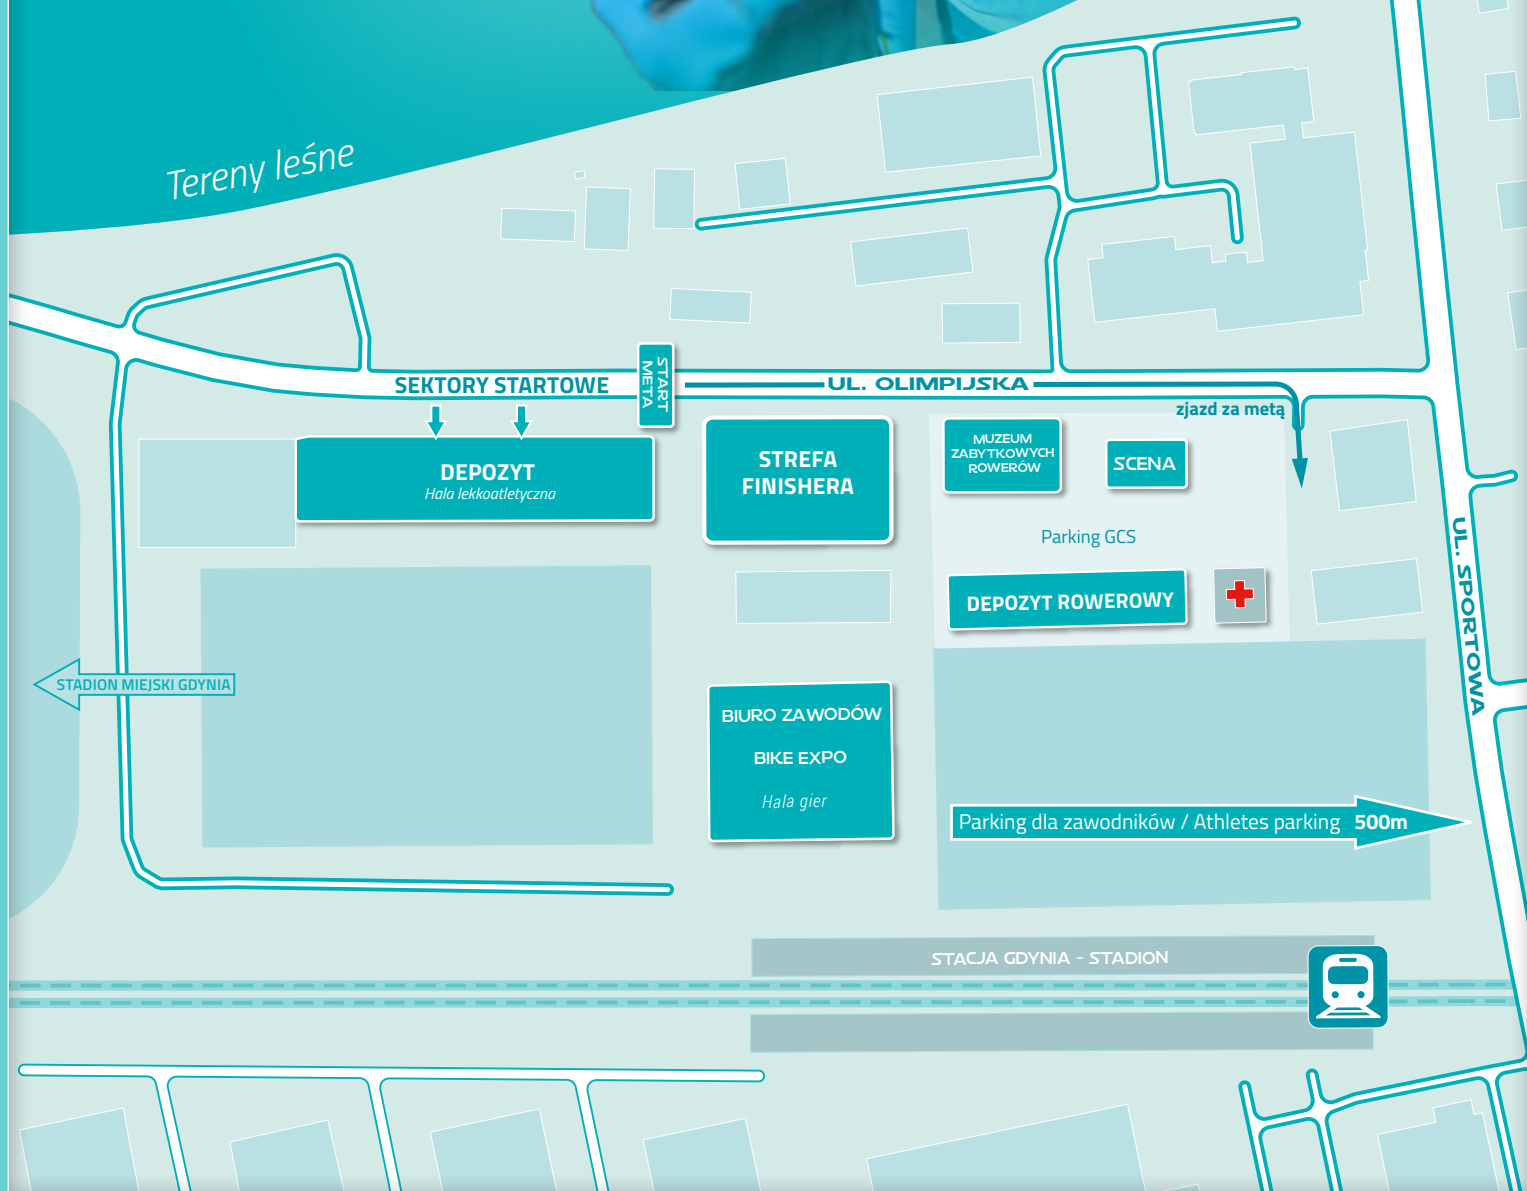 Tereny leśne
START
META
SEKTORY STARTOWE
UL. OLIMPIJSKA
zjazd za metą
DEPOZYT
Hala lekkoatletyczna
STREFA
FINISHERA
MUZEUM
ZABYTKOWYCH
ROWERÓW
SCENA
Parking GCS
DEPOZYT ROWEROWY
UL. SPORTOWA
STADION MIEJSKI GDYNIA
BIURO ZAWODÓW
BIKE EXPO
Hala gier
Parking dla zawodników / Athletes parking 500m
STACJA GDYNIA - STADION